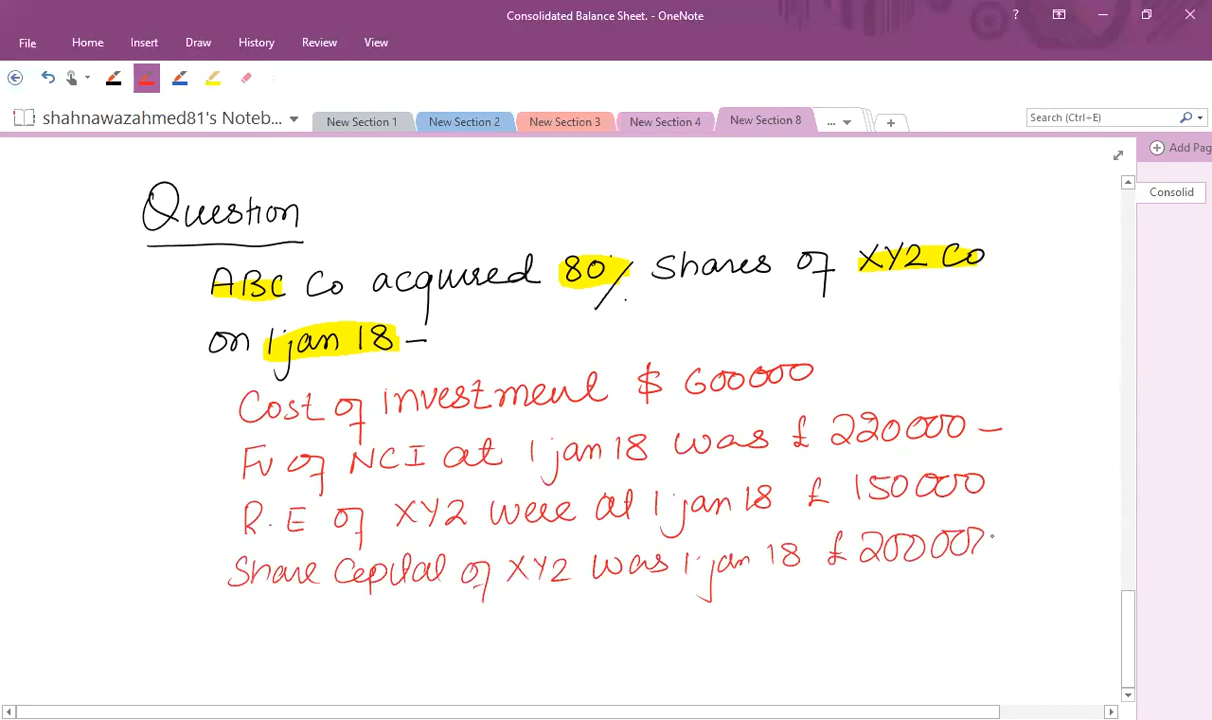 Consolidated Balance Sheet. - OneNote
?
File Home Insert Draw History Review View
shahnawazahmed81's Noteb... New Section 1 New Section 2 New Section 3 New Section 4 New Section 8 ... + Search (Ctrl+E)
Add Pag
Consolid
Question
ABC Co acquired 80% Shares of XYZ Co
on 1 jan 18 -
Cost of investment $ 600000
Fv of NCI at 1 jan 18 was £ 220000 -
R.E of XYZ were at 1 jan 18 £ 150000
Share Capital of XYZ was 1 jan 18 £ 200000